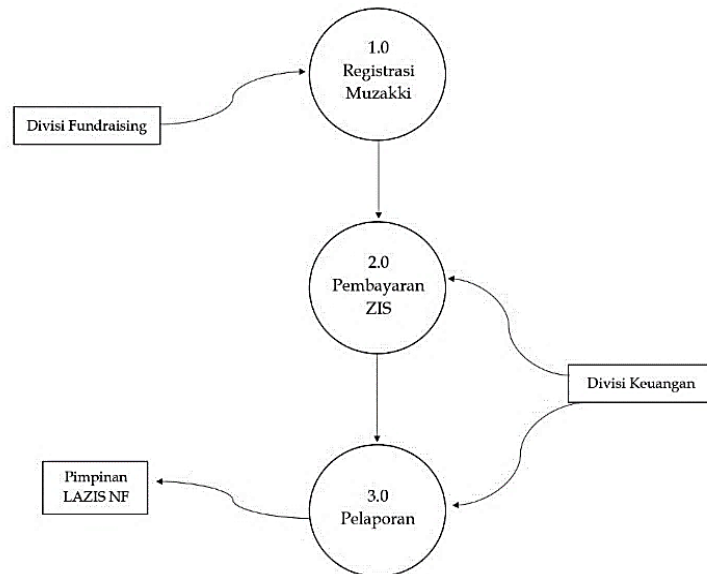 1.0
Registrasi
Muzakki
Divisi Fundraising
2.0
Pembayaran
ZIS
Divisi Keuangan
Pimpinan
LAZIS NF
3.0
Pelaporan